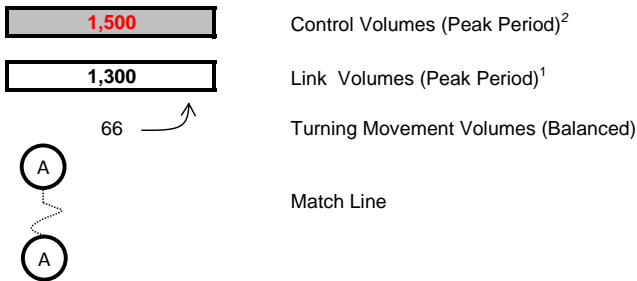 1,500 Control Volumes (Peak Period)²
1,300 Link Volumes (Peak Period)¹
66 Turning Movement Volumes (Balanced)
A
Match Line
A